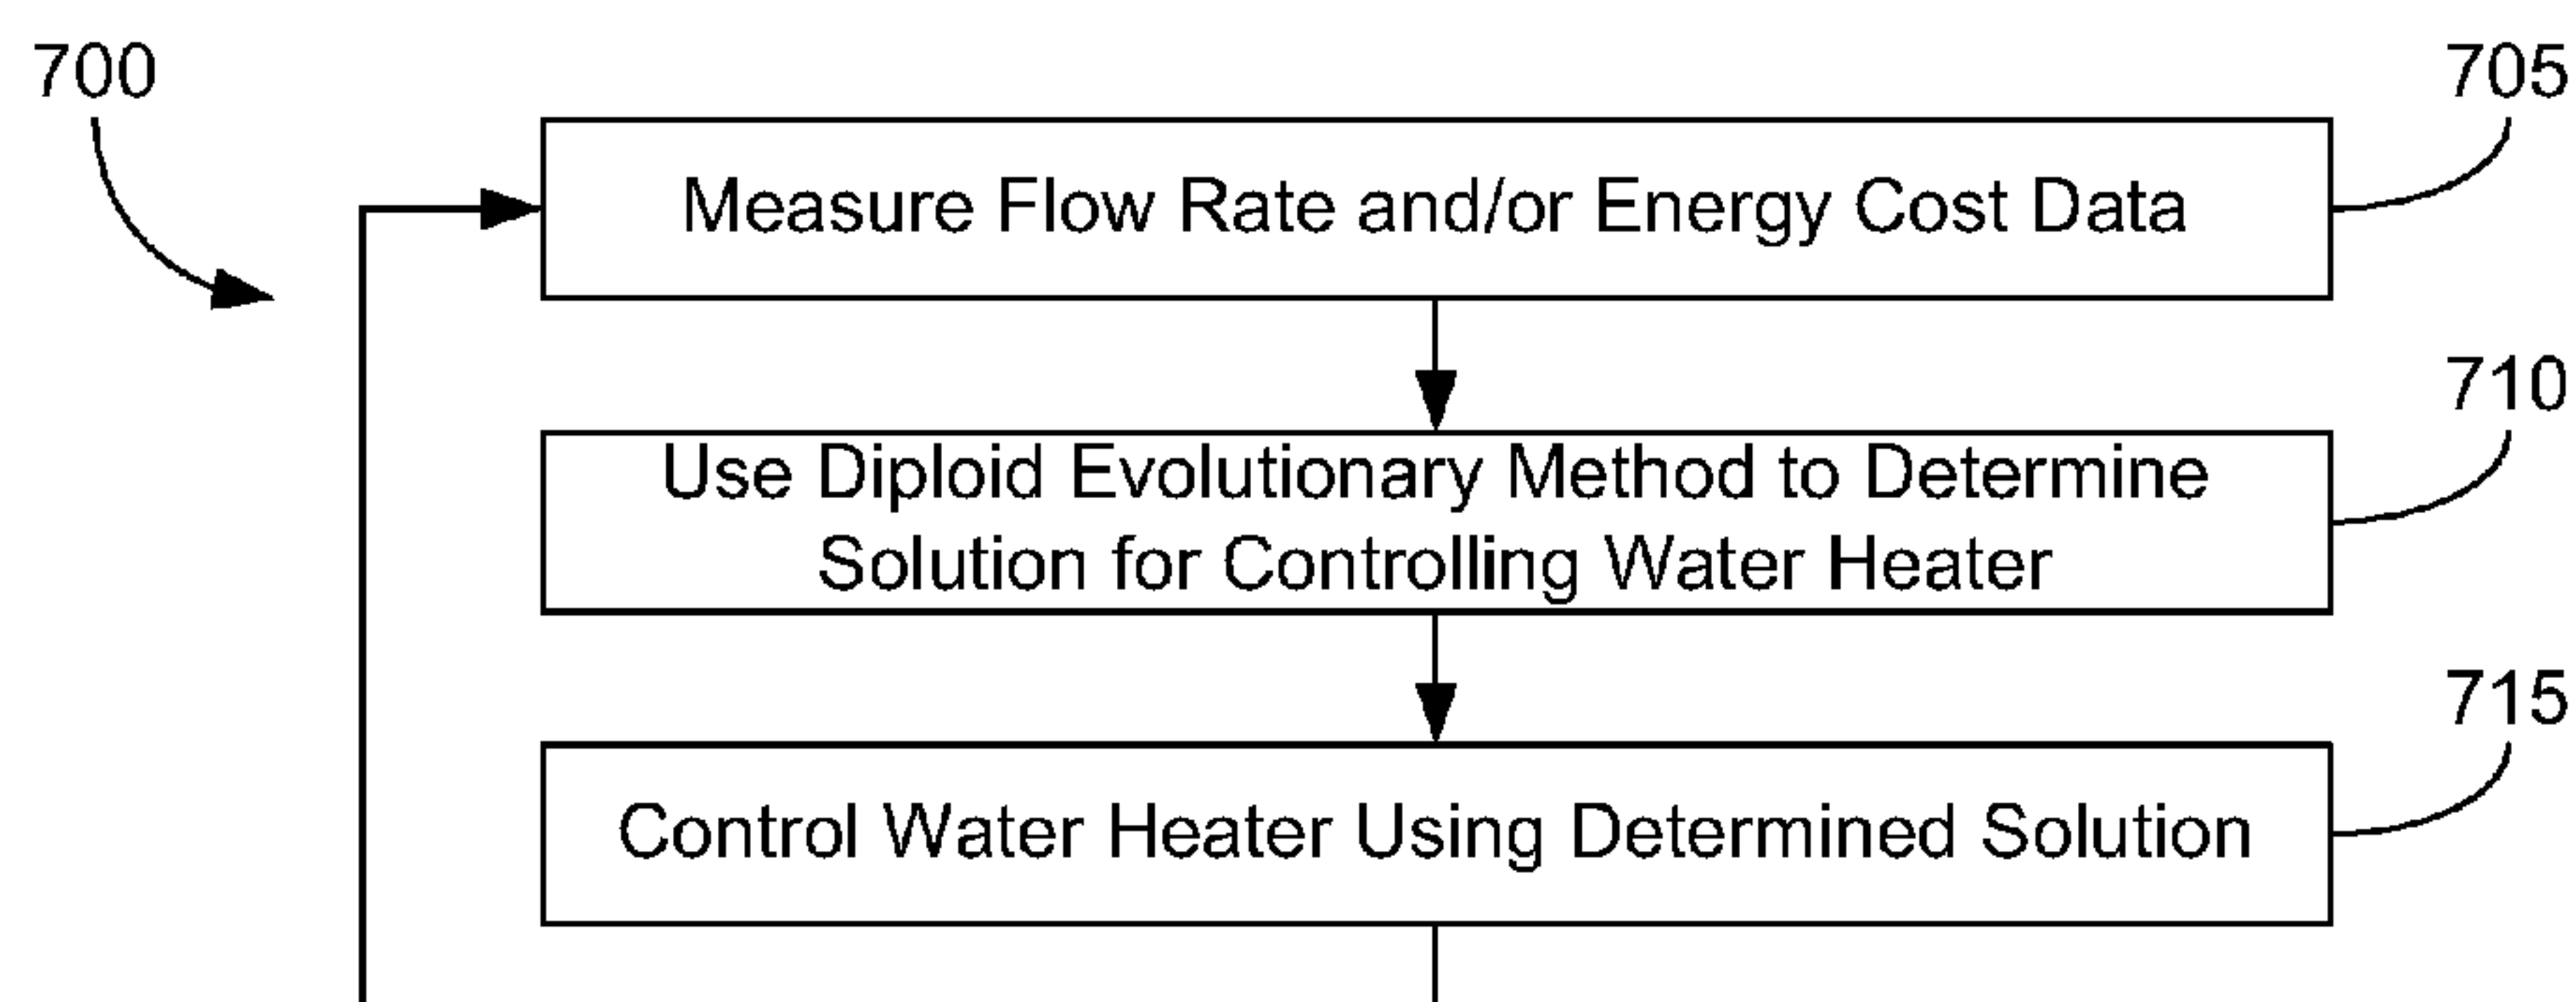 700
705
Measure Flow Rate and/or Energy Cost Data
710
Use Diploid Evolutionary Method to Determine
Solution for Controlling Water Heater
715
Control Water Heater Using Determined Solution